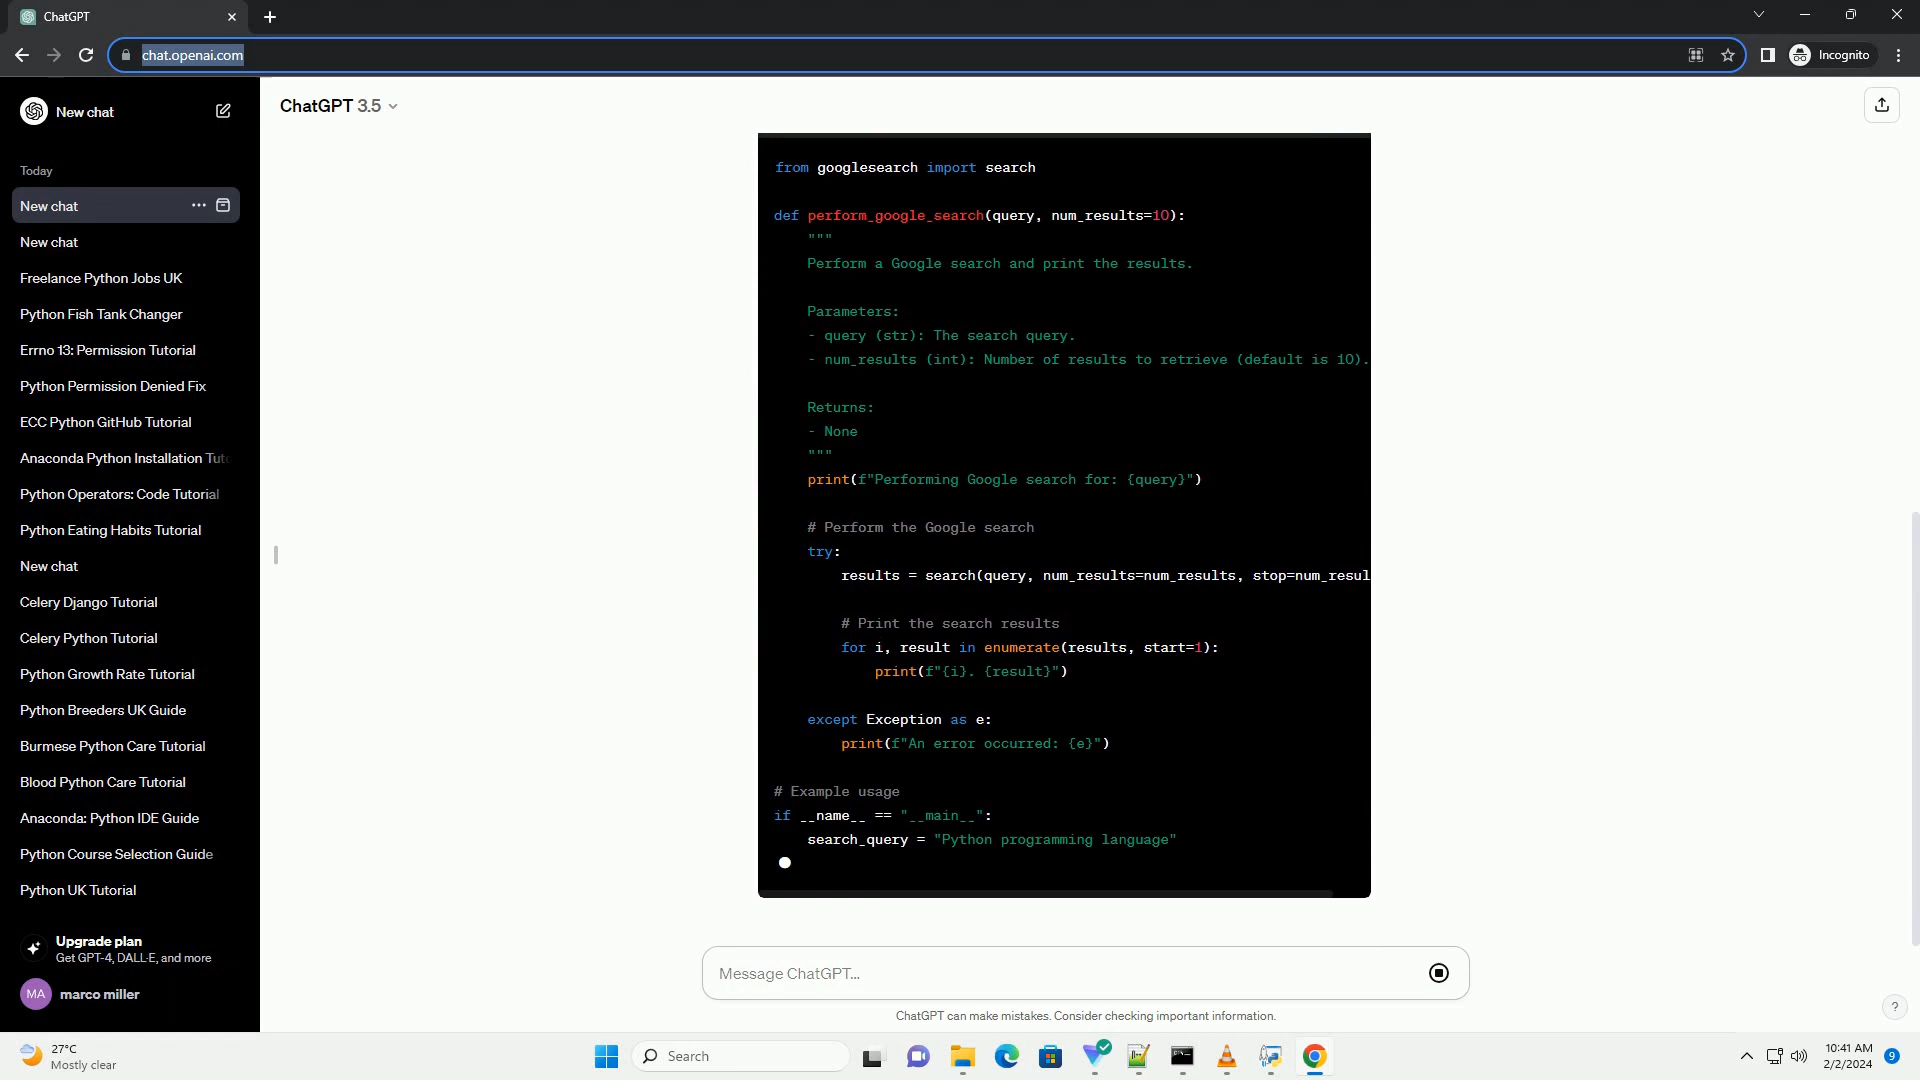 ChatGPT
chat.openai.com
Incognito
New chat
Today
New chat
New chat
Freelance Python Jobs UK
Python Fish Tank Changer
Errno 13: Permission Tutorial
Python Permission Denied Fix
ECC Python GitHub Tutorial
Anaconda Python Installation Tuto
Python Operators: Code Tutorial
Python Eating Habits Tutorial
New chat
Celery Django Tutorial
Celery Python Tutorial
Python Growth Rate Tutorial
Python Breeders UK Guide
Burmese Python Care Tutorial
Blood Python Care Tutorial
Anaconda: Python IDE Guide
Python Course Selection Guide
Python UK Tutorial
Upgrade plan
Get GPT-4, DALL·E, and more
MA marco miller
ChatGPT 3.5
from googlesearch import search
def perform_google_search(query, num_results=10):
"""
Perform a Google search and print the results.
Parameters:
- query (str): The search query.
- num_results (int): Number of results to retrieve (default is 10).
Returns:
- None
"""
print(f"Performing Google search for: {query}")
# Perform the Google search
try:
results = search(query, num_results=num_results, stop=num_resul
# Print the search results
for i, result in enumerate(results, start=1):
print(f"{i}. {result}")
except Exception as e:
print(f"An error occurred: {e}")
# Example usage
if __name__ == "__main__":
search_query = "Python programming language"
Message ChatGPT...
ChatGPT can make mistakes. Consider checking important information.
?
27°C
Mostly clear
Search
10:41 AM
2/2/2024
9